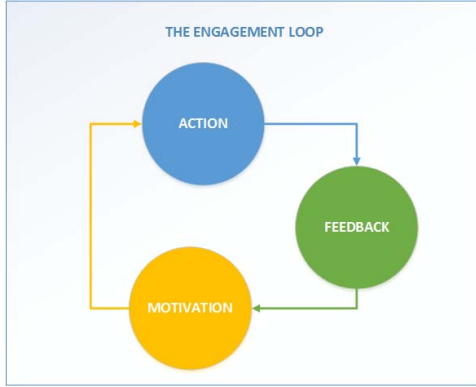 THE ENGAGEMENT LOOP
ACTION
FEEDBACK
MOTIVATION